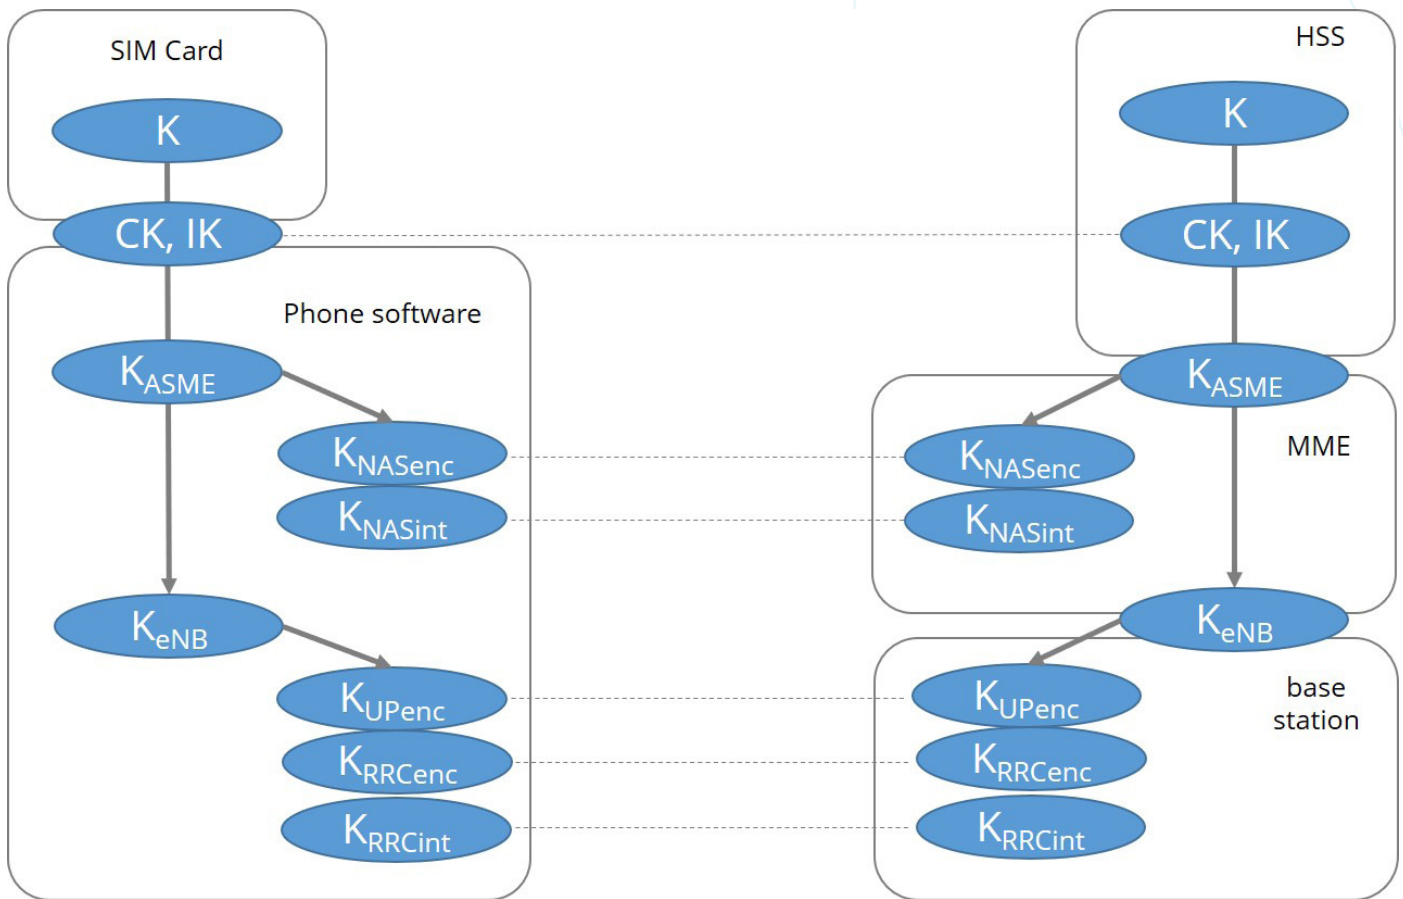 SIM Card
K
CK, IK
Phone software
KASME
KNASenc
KNASint
KeNB
KUPenc
KRRCenc
KRRCint
HSS
K
CK, IK
KASME
MME
KNASenc
KNASint
KeNB
base
station
KUPenc
KRRCenc
KRRCint